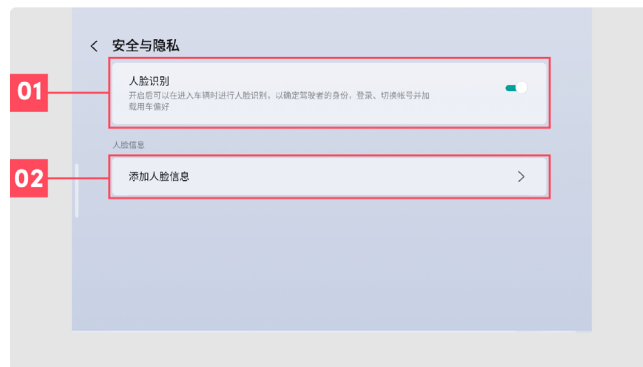 安全与隐私
01
人脸识别
开启后可以在进入车辆时进行人脸识别，以确定驾驶者的身份，登录、切换帐号并加
载用车偏好
人脸信息
02
添加人脸信息